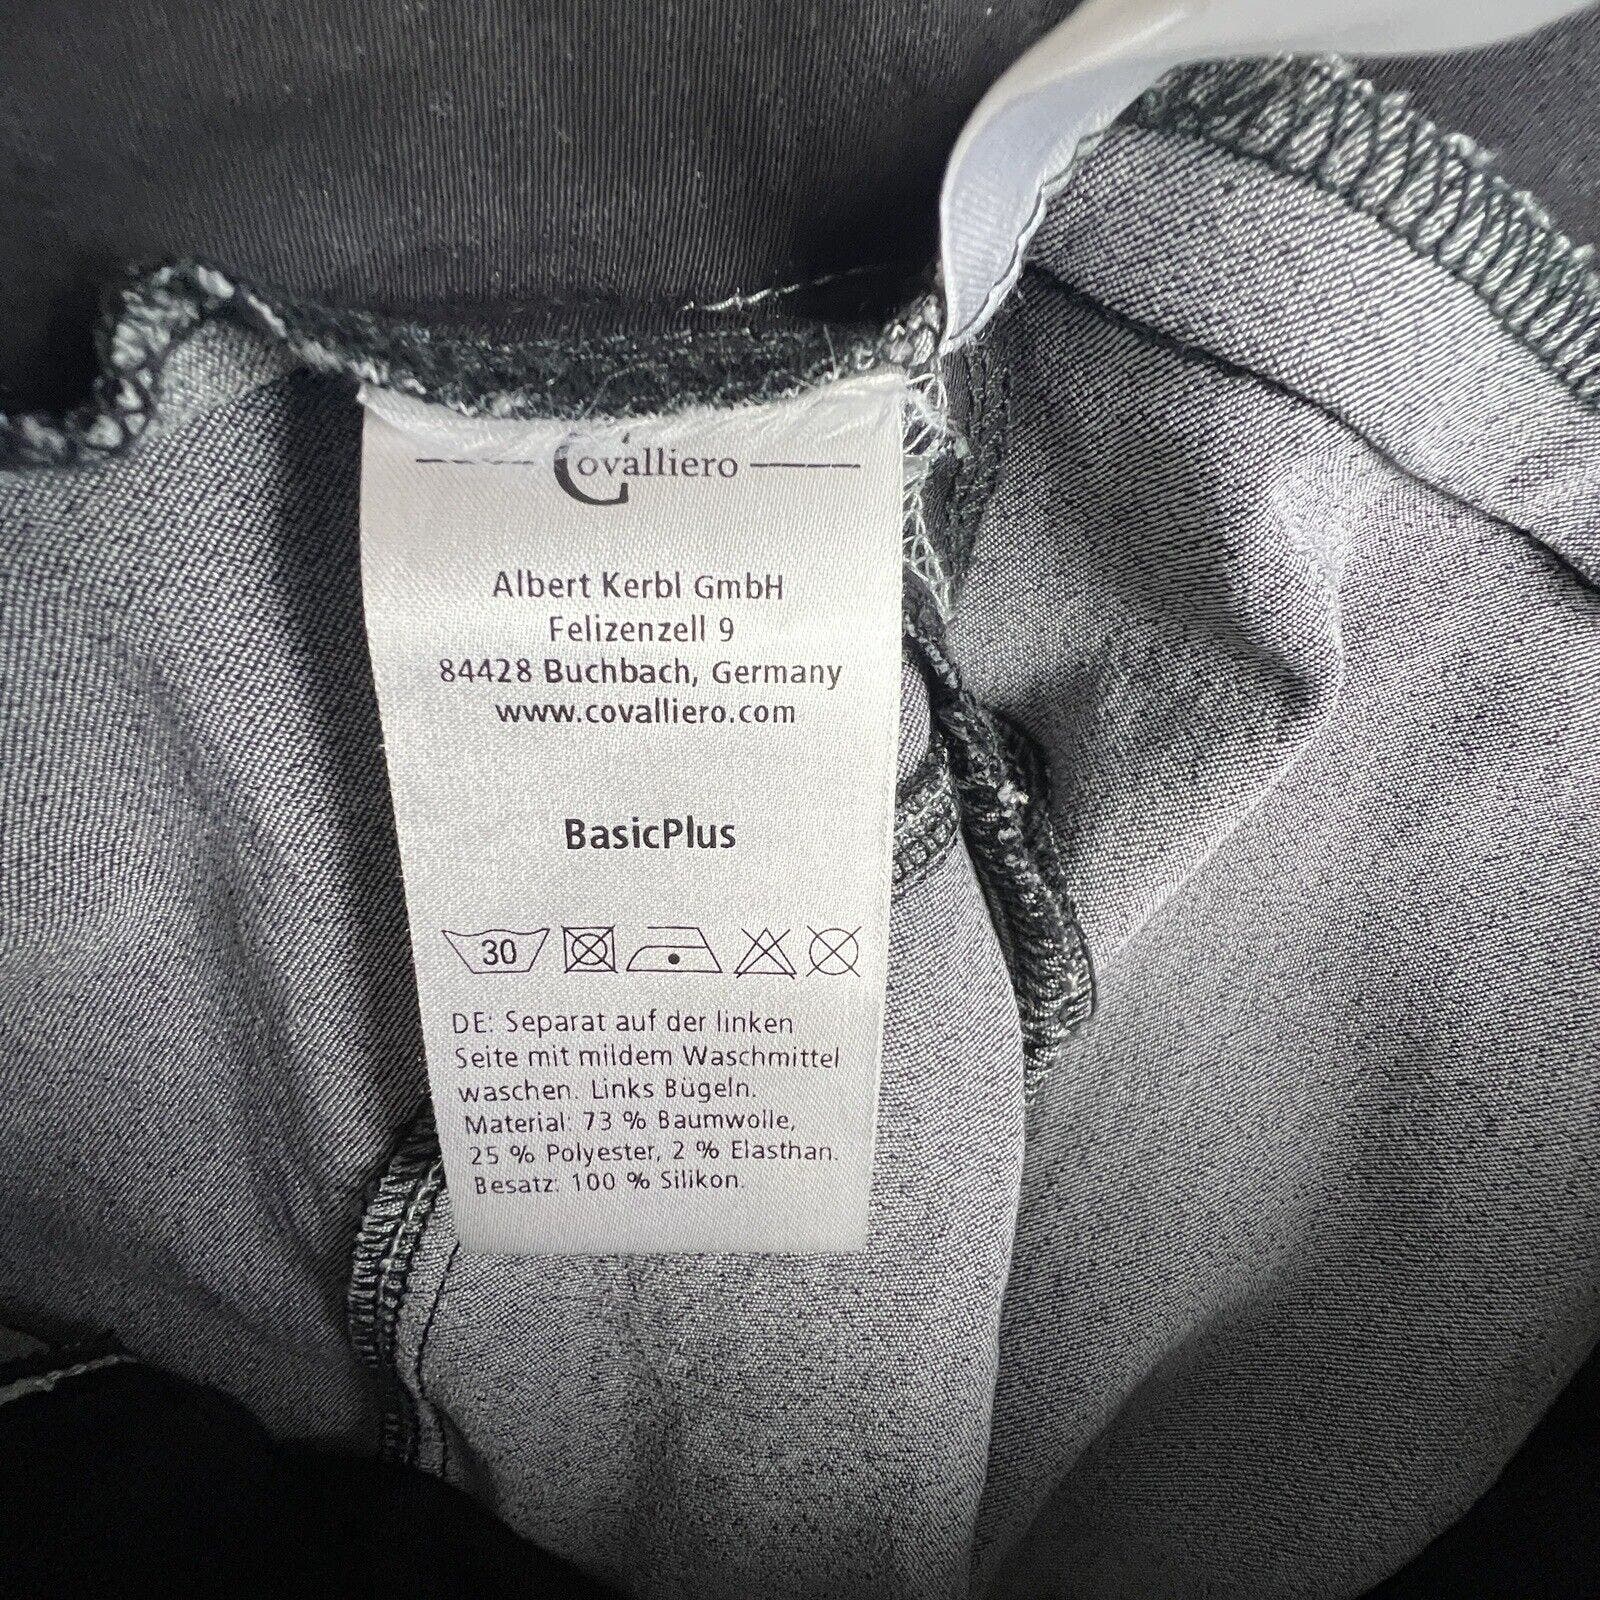 Covalliero
Albert Kerbl GmbH
Felizenzell 9
84428 Buchbach, Germany
www.covalliero.com
BasicPlus
30
DE: Separat auf der linken
Seite mit mildem Waschmittel
waschen. Links Bügeln.
Material: 73 % Baumwolle,
25 % Polyester, 2 % Elasthan.
Besatz: 100 % Silikon.